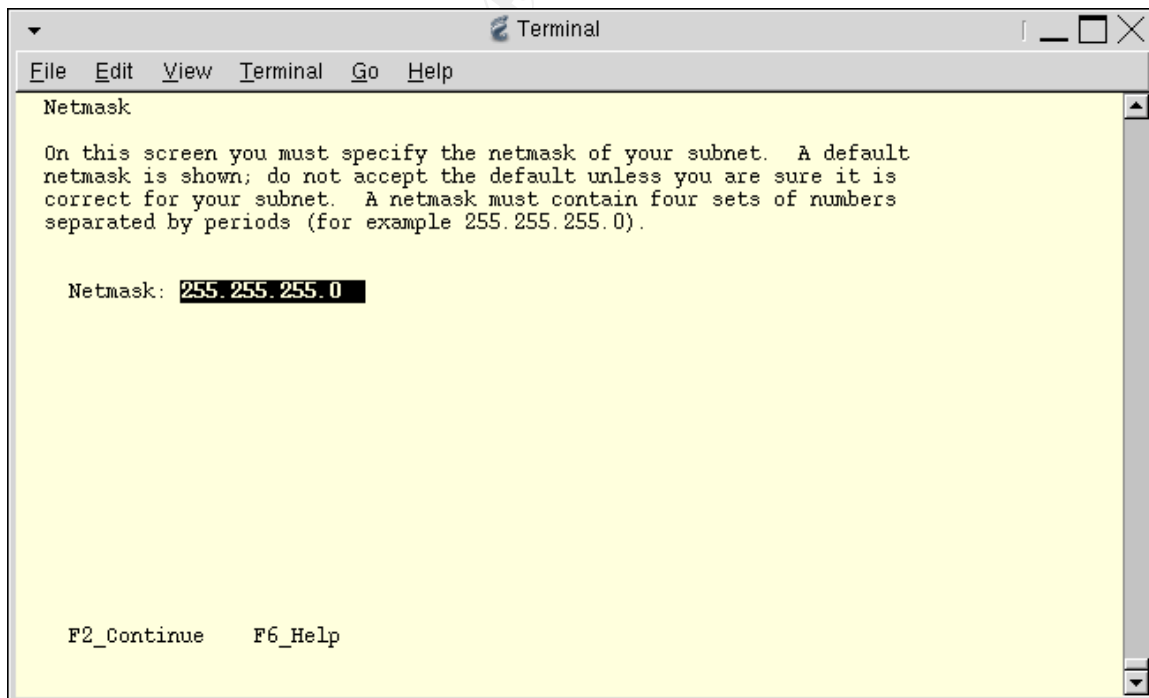 Terminal
File Edit View Terminal Go Help
Netmask
On this screen you must specify the netmask of your subnet.  A default
netmask is shown; do not accept the default unless you are sure it is
correct for your subnet.  A netmask must contain four sets of numbers
separated by periods (for example 255.255.255.0).
Netmask: 255.255.255.0
F2_Continue    F6_Help